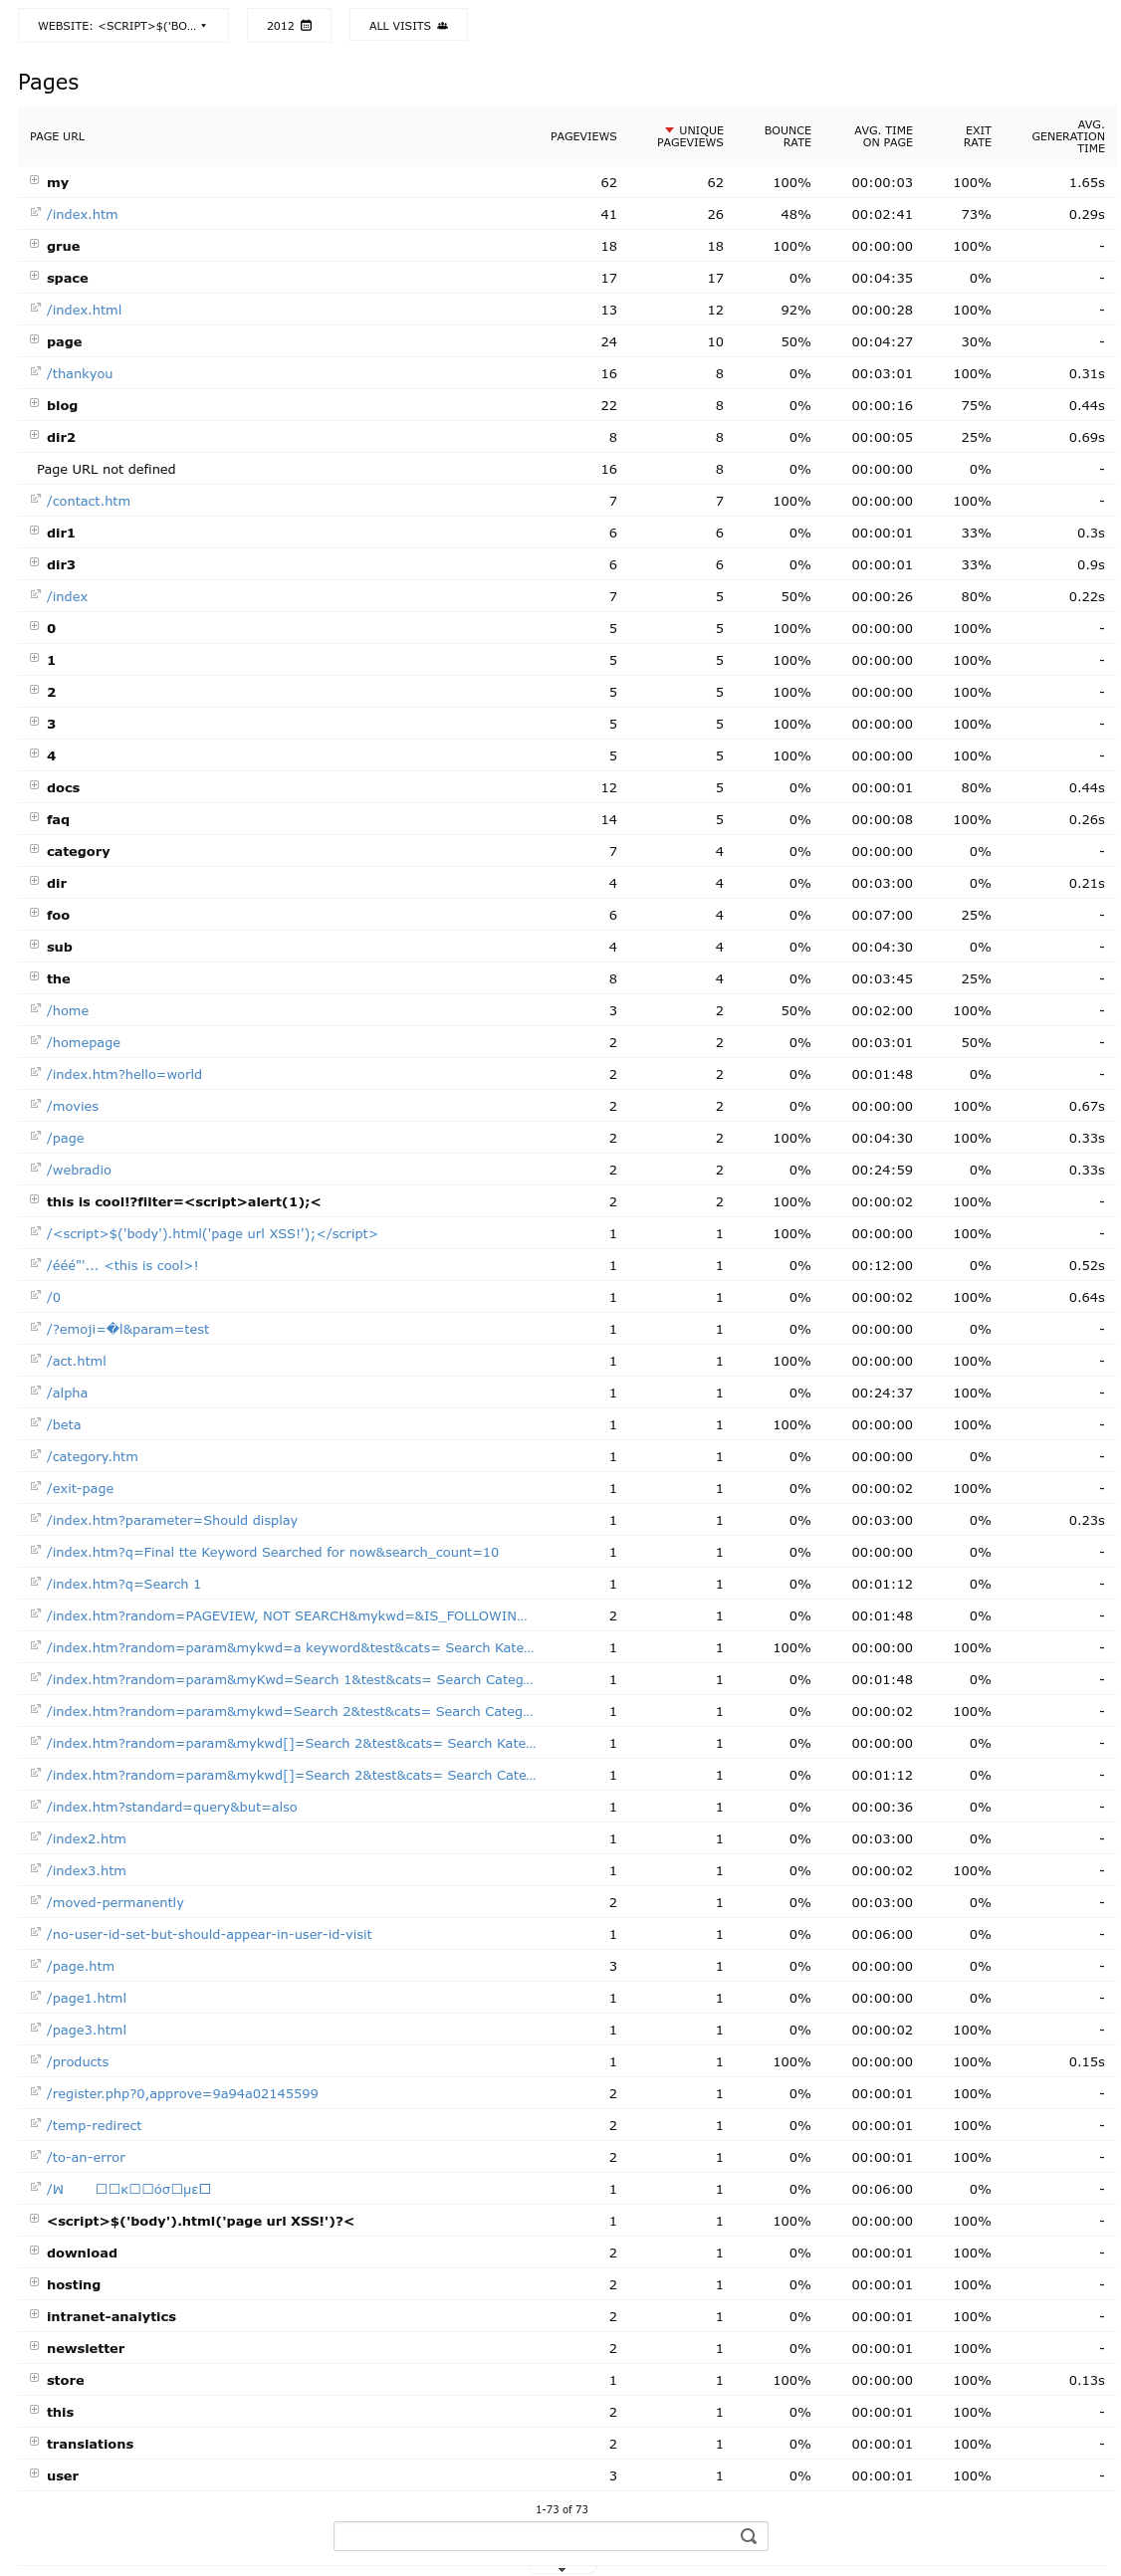 WEBSITE: <SCRIPT>$('BO... 2012 ALL VISITS
Pages
PAGE URL PAGEVIEWS UNIQUE PAGEVIEWS BOUNCE RATE AVG. TIME ON PAGE EXIT RATE AVG. GENERATION TIME
my 62 62 100% 00:00:03 100% 1.65s
/index.htm 41 26 48% 00:02:41 73% 0.29s
grue 18 18 100% 00:00:00 100% -
space 17 17 0% 00:04:35 0% -
/index.html 13 12 92% 00:00:28 100% -
page 24 10 50% 00:04:27 30% -
/thankyou 16 8 0% 00:03:01 100% 0.31s
blog 22 8 0% 00:00:16 75% 0.44s
dir2 8 8 0% 00:00:05 25% 0.69s
Page URL not defined 16 8 0% 00:00:00 0% -
/contact.htm 7 7 100% 00:00:00 100% -
dir1 6 6 0% 00:00:01 33% 0.3s
dir3 6 6 0% 00:00:01 33% 0.9s
/index 7 5 50% 00:00:26 80% 0.22s
0 5 5 100% 00:00:00 100% -
1 5 5 100% 00:00:00 100% -
2 5 5 100% 00:00:00 100% -
3 5 5 100% 00:00:00 100% -
4 5 5 100% 00:00:00 100% -
docs 12 5 0% 00:00:01 80% 0.44s
faq 14 5 0% 00:00:08 100% 0.26s
category 7 4 0% 00:00:00 0% -
dir 4 4 0% 00:03:00 0% 0.21s
foo 6 4 0% 00:07:00 25% -
sub 4 4 0% 00:04:30 0% -
the 8 4 0% 00:03:45 25% -
/home 3 2 50% 00:02:00 100% -
/homepage 2 2 0% 00:03:01 50% -
/index.htm?hello=world 2 2 0% 00:01:48 0% -
/movies 2 2 0% 00:00:00 100% 0.67s
/page 2 2 100% 00:04:30 100% 0.33s
/webradio 2 2 0% 00:24:59 0% 0.33s
this is cool!?filter=<script>alert(1);< 2 2 100% 00:00:02 100% -
/<script>$('body').html('page url XSS!');</script> 1 1 100% 00:00:00 100% -
/ééé"'... <this is cool>! 1 1 0% 00:12:00 0% 0.52s
/0 1 1 0% 00:00:02 100% 0.64s
/?emoji=�l&param=test 1 1 0% 00:00:00 0% -
/act.html 1 1 100% 00:00:00 100% -
/alpha 1 1 0% 00:24:37 100% -
/beta 1 1 100% 00:00:00 100% -
/category.htm 1 1 0% 00:00:00 0% -
/exit-page 1 1 0% 00:00:02 100% -
/index.htm?parameter=Should display 1 1 0% 00:03:00 0% 0.23s
/index.htm?q=Final tte Keyword Searched for now&search_count=10 1 1 0% 00:00:00 0% -
/index.htm?q=Search 1 1 1 0% 00:01:12 0% -
/index.htm?random=PAGEVIEW, NOT SEARCH&mykwd=&IS_FOLLOWIN... 2 1 0% 00:01:48 0% -
/index.htm?random=param&mykwd=a keyword&test&cats= Search Kate... 1 1 100% 00:00:00 100% -
/index.htm?random=param&myKwd=Search 1&test&cats= Search Categ... 1 1 0% 00:01:48 0% -
/index.htm?random=param&mykwd=Search 2&test&cats= Search Categ... 1 1 0% 00:00:02 100% -
/index.htm?random=param&mykwd[]=Search 2&test&cats= Search Kate... 1 1 0% 00:00:00 0% -
/index.htm?random=param&mykwd[]=Search 2&test&cats= Search Cate... 1 1 0% 00:01:12 0% -
/index.htm?standard=query&but=also 1 1 0% 00:00:36 0% -
/index2.htm 1 1 0% 00:03:00 0% -
/index3.htm 1 1 0% 00:00:02 100% -
/moved-permanently 2 1 0% 00:03:00 0% -
/no-user-id-set-but-should-appear-in-user-id-visit 1 1 0% 00:06:00 0% -
/page.htm 3 1 0% 00:00:00 0% -
/page1.html 1 1 0% 00:00:00 0% -
/page3.html 1 1 0% 00:00:02 100% -
/products 1 1 100% 00:00:00 100% 0.15s
/register.php?0,approve=9a94a02145599 2 1 0% 00:00:01 100% -
/temp-redirect 2 1 0% 00:00:01 100% -
/to-an-error 2 1 0% 00:00:01 100% -
1 1 0% 00:06:00 0% -
<script>$('body').html('page url XSS!')?< 1 1 100% 00:00:00 100% -
download 2 1 0% 00:00:01 100% -
hosting 2 1 0% 00:00:01 100% -
intranet-analytics 2 1 0% 00:00:01 100% -
newsletter 2 1 0% 00:00:01 100% -
store 1 1 100% 00:00:00 100% 0.13s
this 2 1 0% 00:00:01 100% -
translations 2 1 0% 00:00:01 100% -
user 3 1 0% 00:00:01 100% -
1-73 of 73